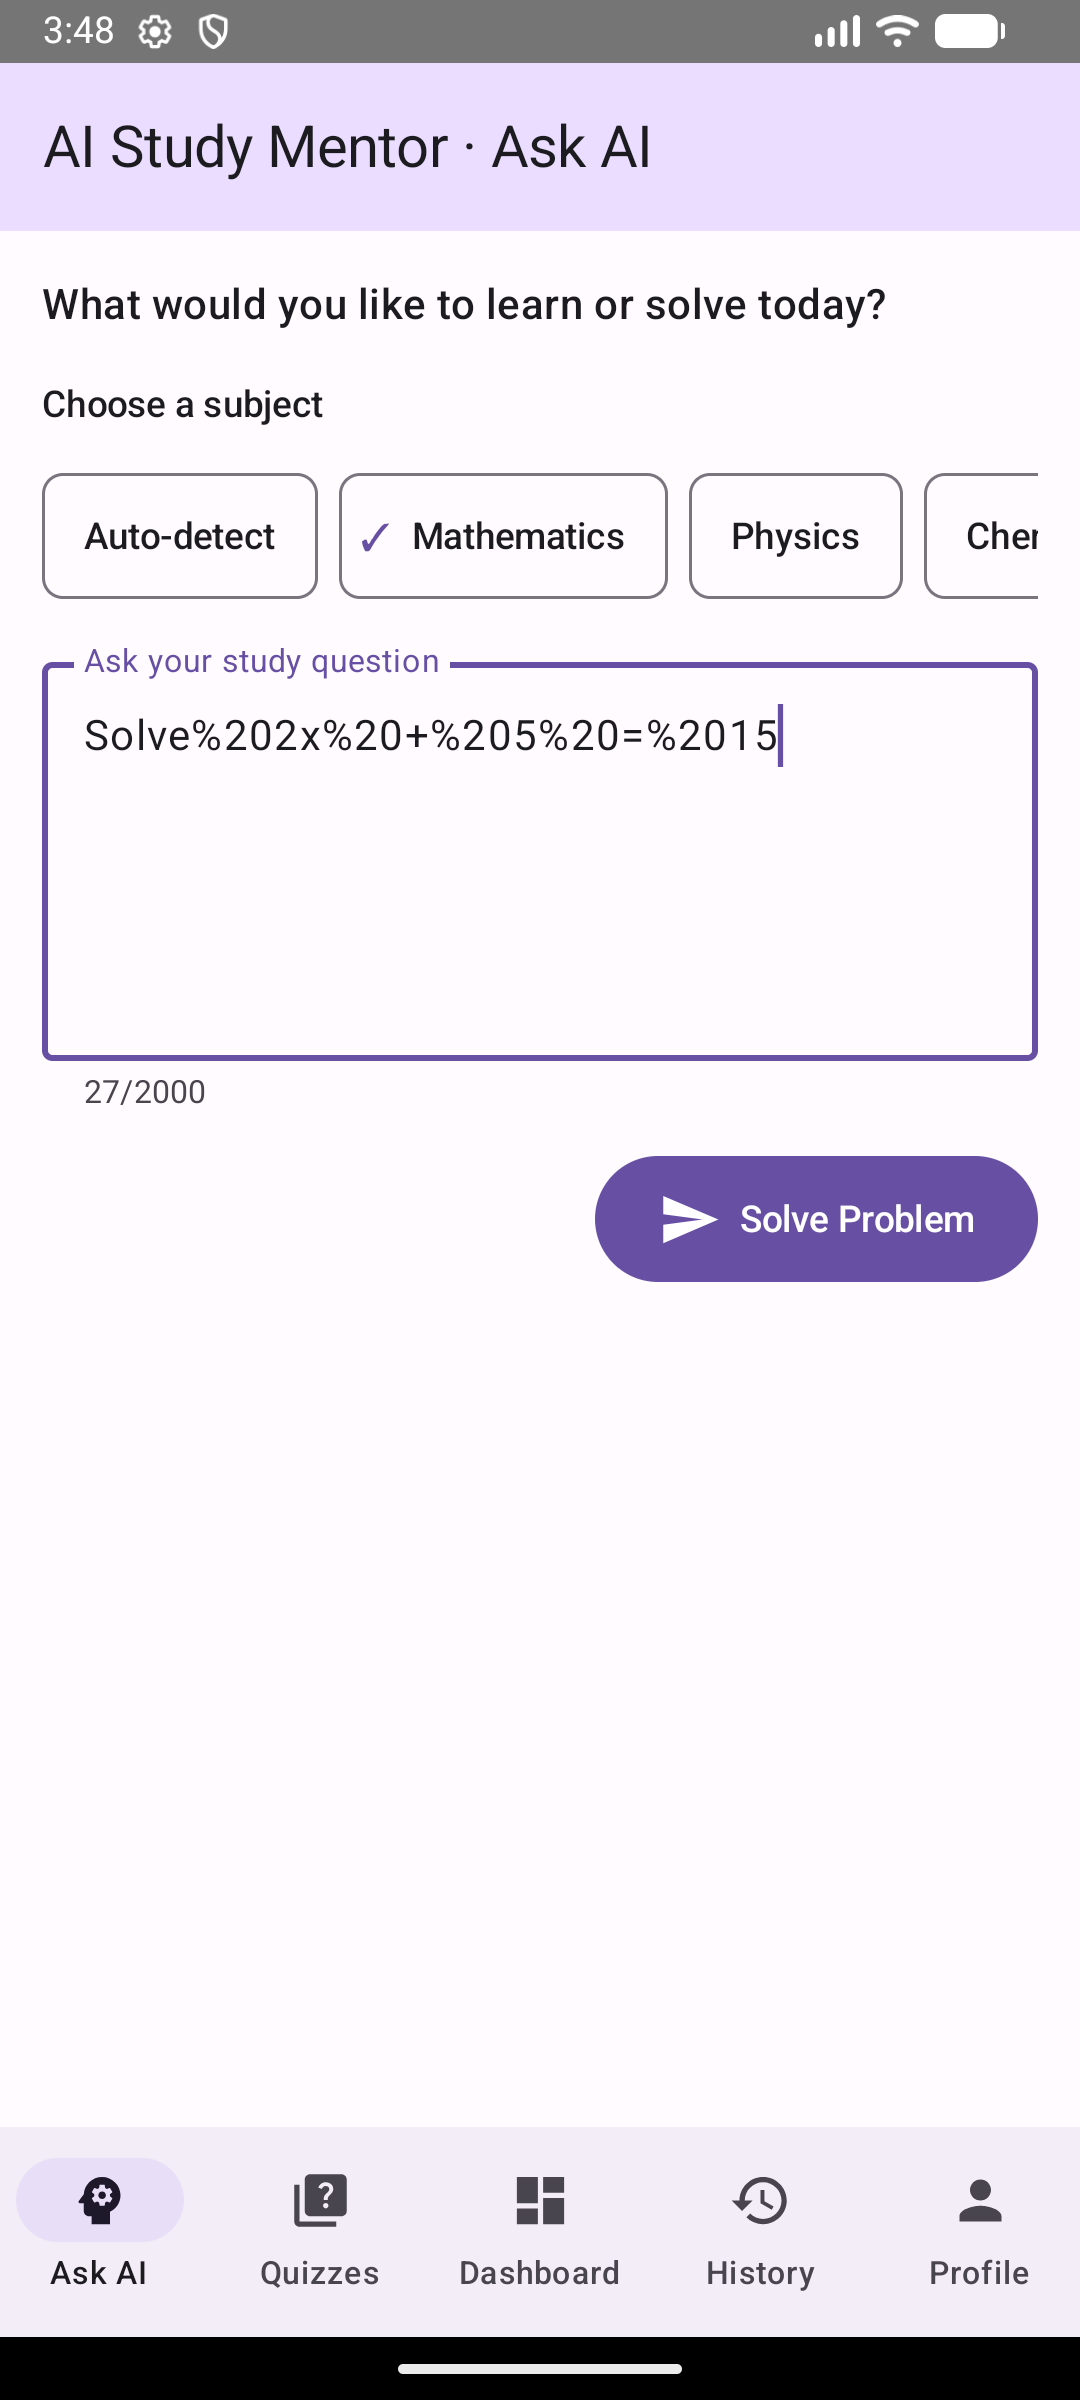 3:48
AI Study Mentor · Ask AI
What would you like to learn or solve today?
Choose a subject
Auto-detect ✓ Mathematics Physics Cher
Ask your study question
Solve%202x%20+%205%20=%2015
27/2000
Solve Problem
Ask AI Quizzes Dashboard History Profile